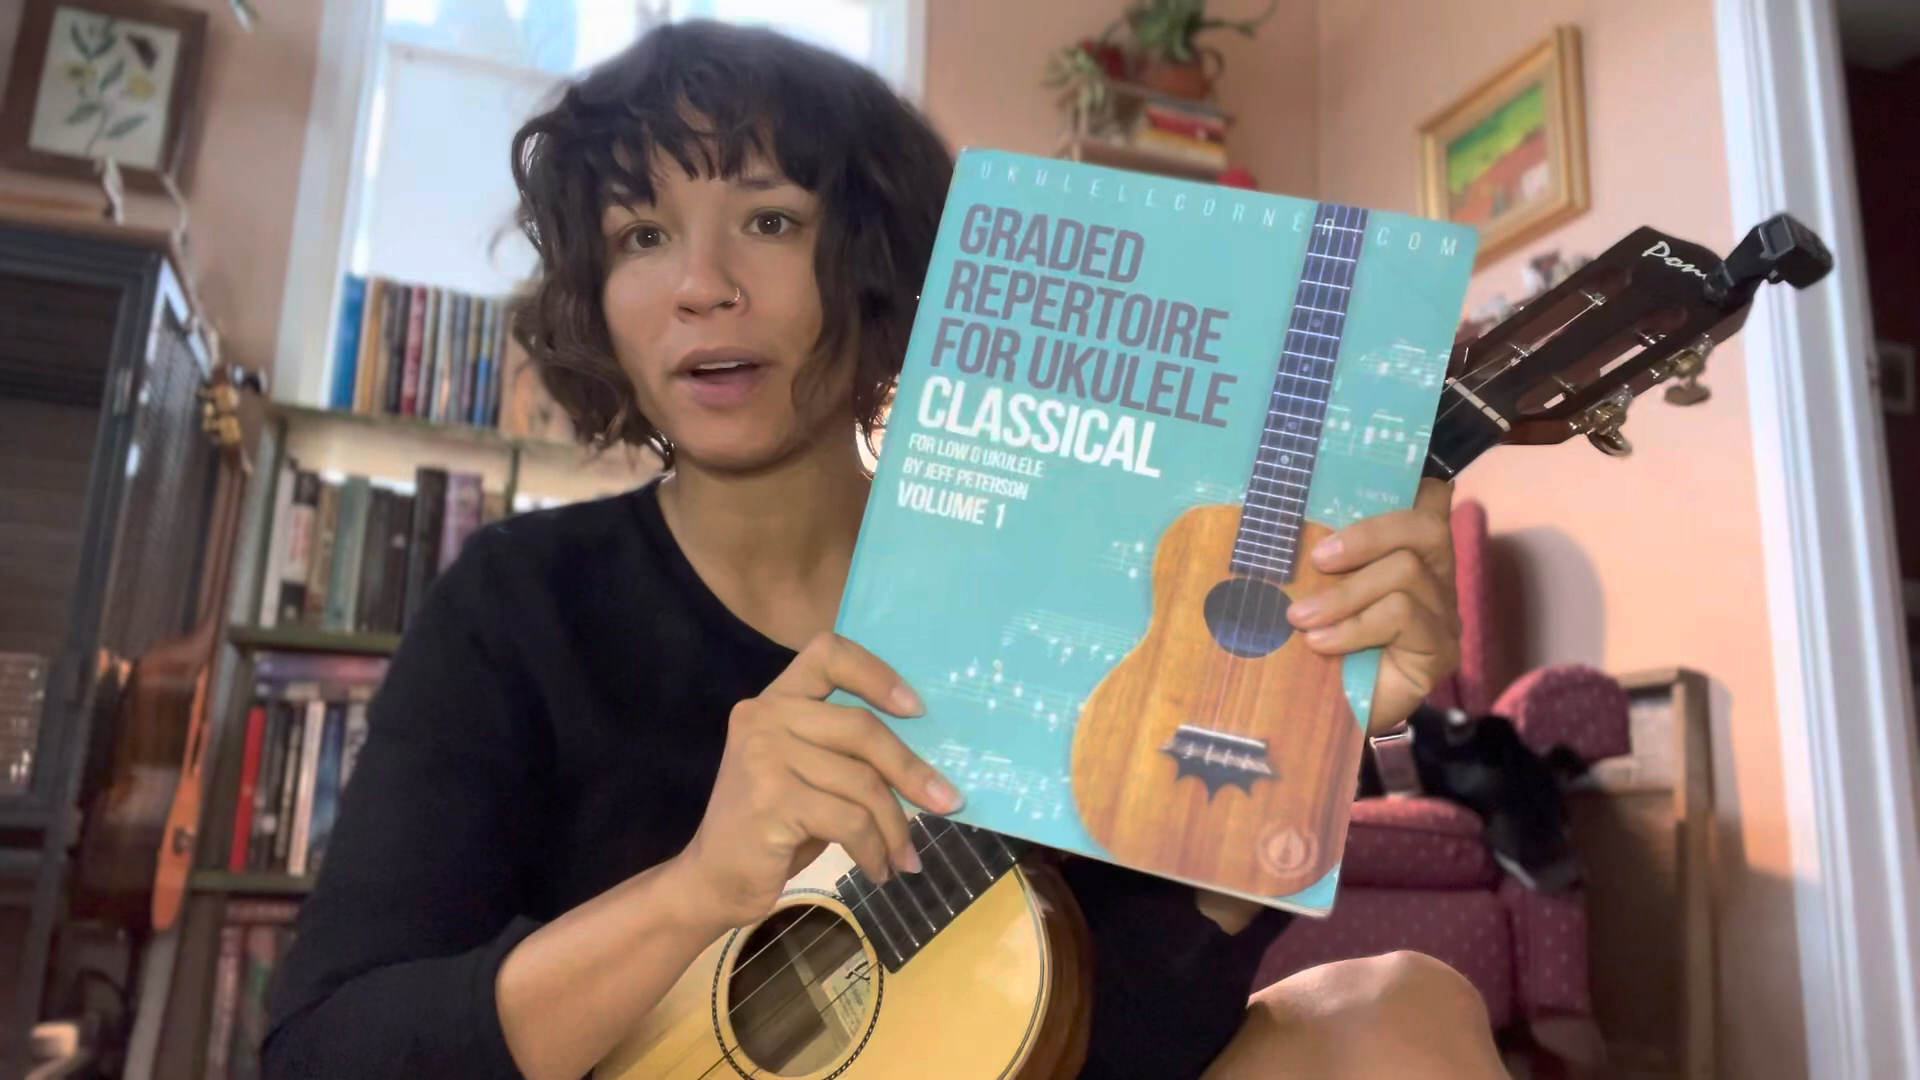 UKULELECORNER.COM
GRADED
REPERTOIRE
FOR UKULELE
CLASSICAL
FOR LOW G UKULELE
BY JEFF PETERSON
VOLUME 1